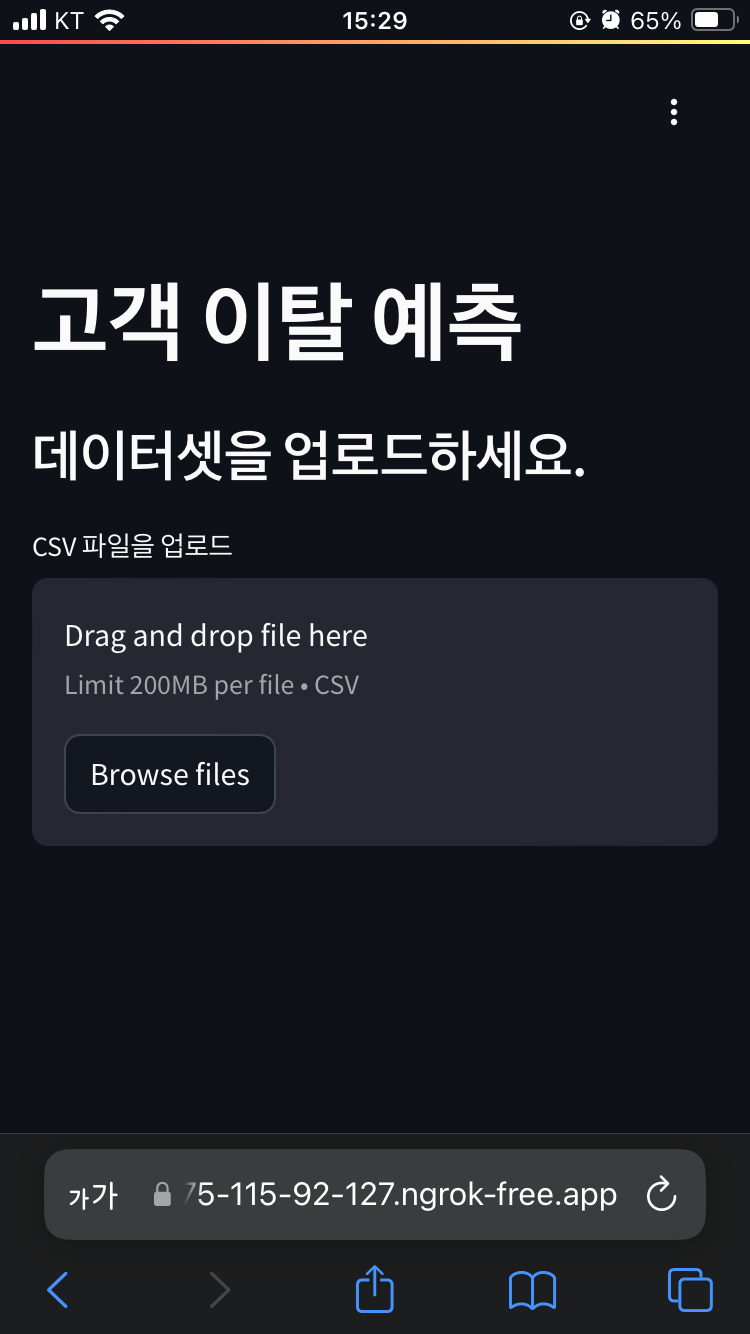 KT 15:29 65%
고객 이탈 예측
데이터셋을 업로드하세요.
CSV 파일을 업로드
Drag and drop file here
Limit 200MB per file • CSV
Browse files
가가 5-115-92-127.ngrok-free.app